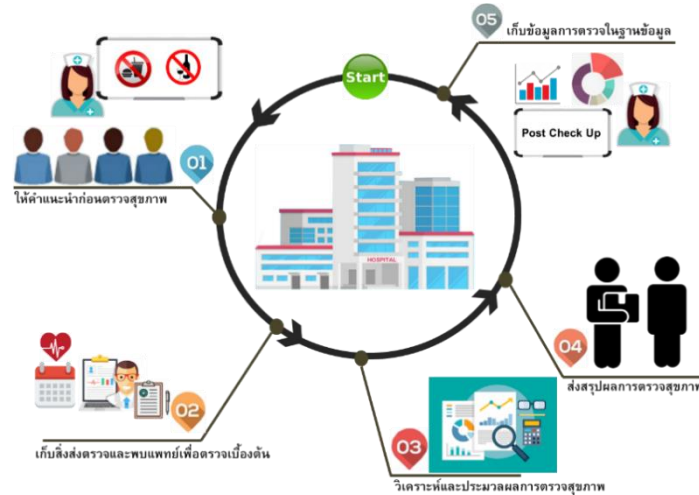 Start
01
ให้คำแนะนำก่อนตรวจสุขภาพ
02
เก็บสิ่งส่งตรวจและพบแพทย์เพื่อตรวจเบื้องต้น
03
วิเคราะห์และประมวลผลการตรวจสุขภาพ
04
ส่งสรุปผลการตรวจสุขภาพ
05
เก็บข้อมูลการตรวจในฐานข้อมูล
Post Check Up
HOSPITAL